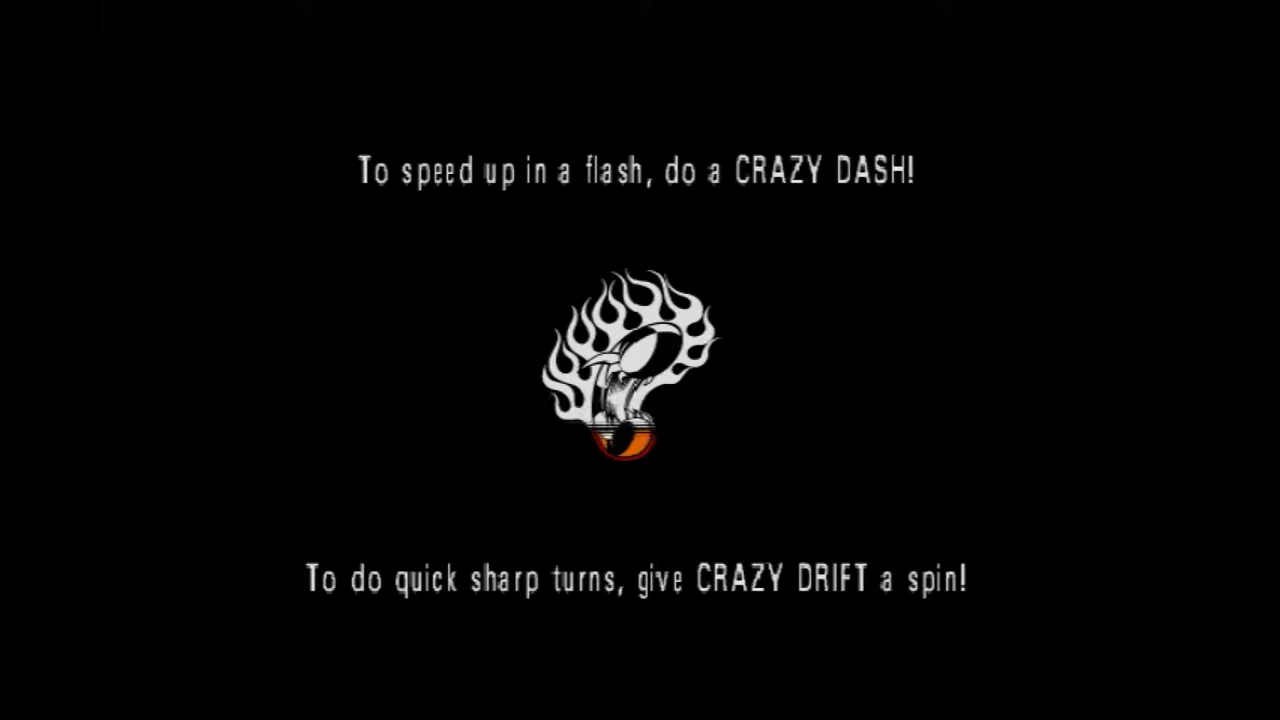 To speed up in a flash, do a CRAZY DASH!
To do quick sharp turns, give CRAZY DRIFT a spin!